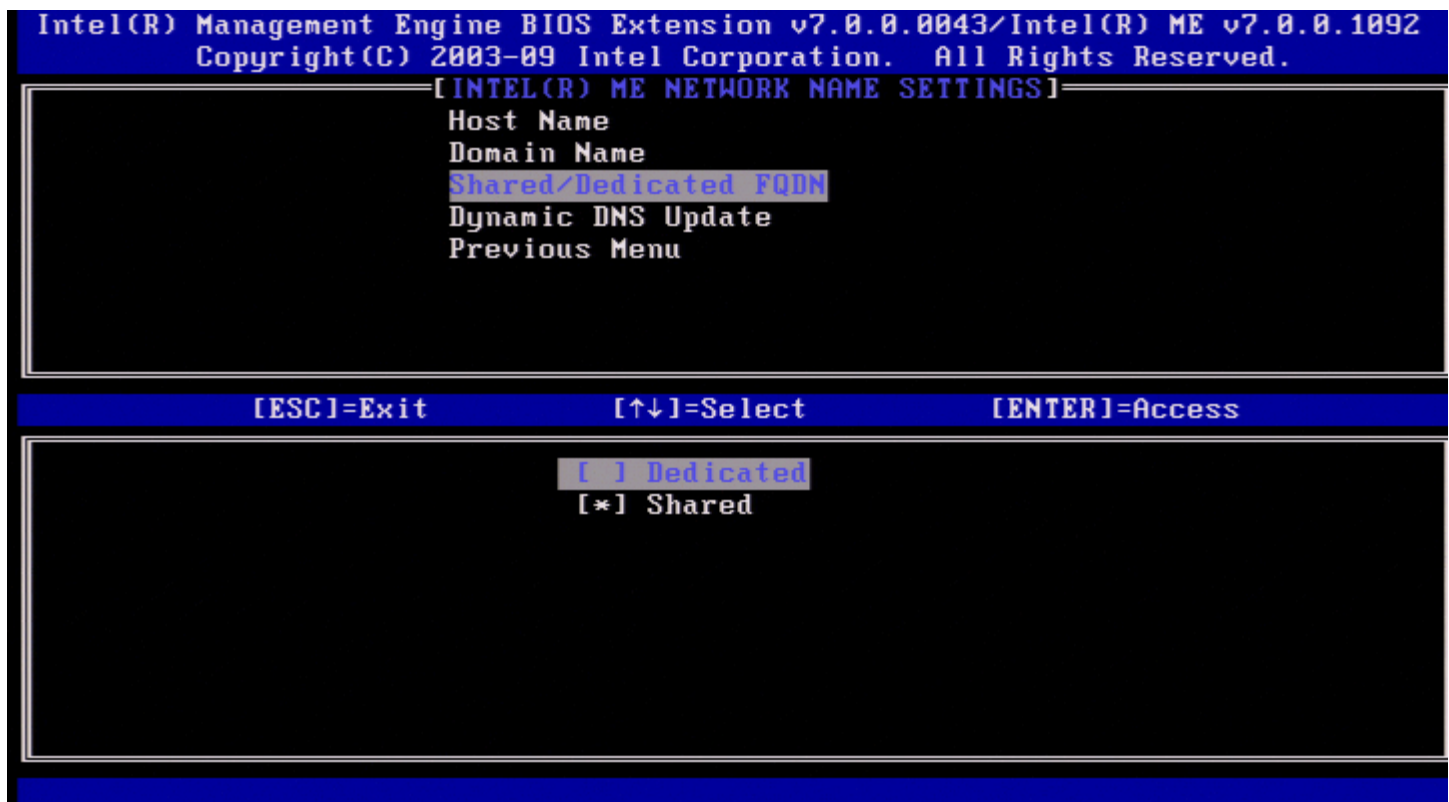 Intel(R) Management Engine BIOS Extension v7.0.0.0043/Intel(R) ME v7.0.0.1092
Copyright(C) 2003-09 Intel Corporation. All Rights Reserved.
[INTEL(R) ME NETWORK NAME SETTINGS]
Host Name
Domain Name
Shared/Dedicated FQDN
Dynamic DNS Update
Previous Menu
[ESC]=Exit [↑↓]=Select [ENTER]=Access
[ ] Dedicated
[*] Shared